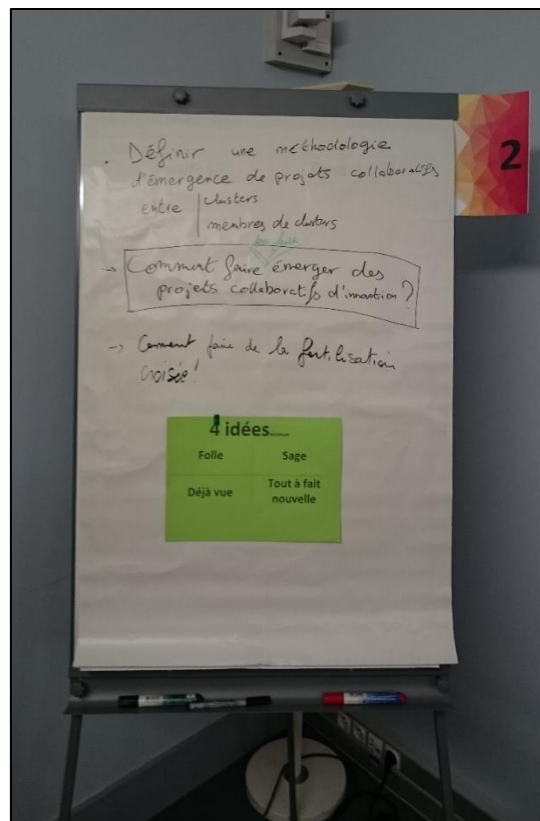 2
. Définir une méthodologie
d'émergence de projets collaboratifs
entre | clusters
membres de clusters
→ Comment faire émerger des
projets collaboratifs d'innovation ?
-> Comment faire de la fertilisation
croisée !
4 idées
Folle Sage
Déjà vue Tout à fait
nouvelle